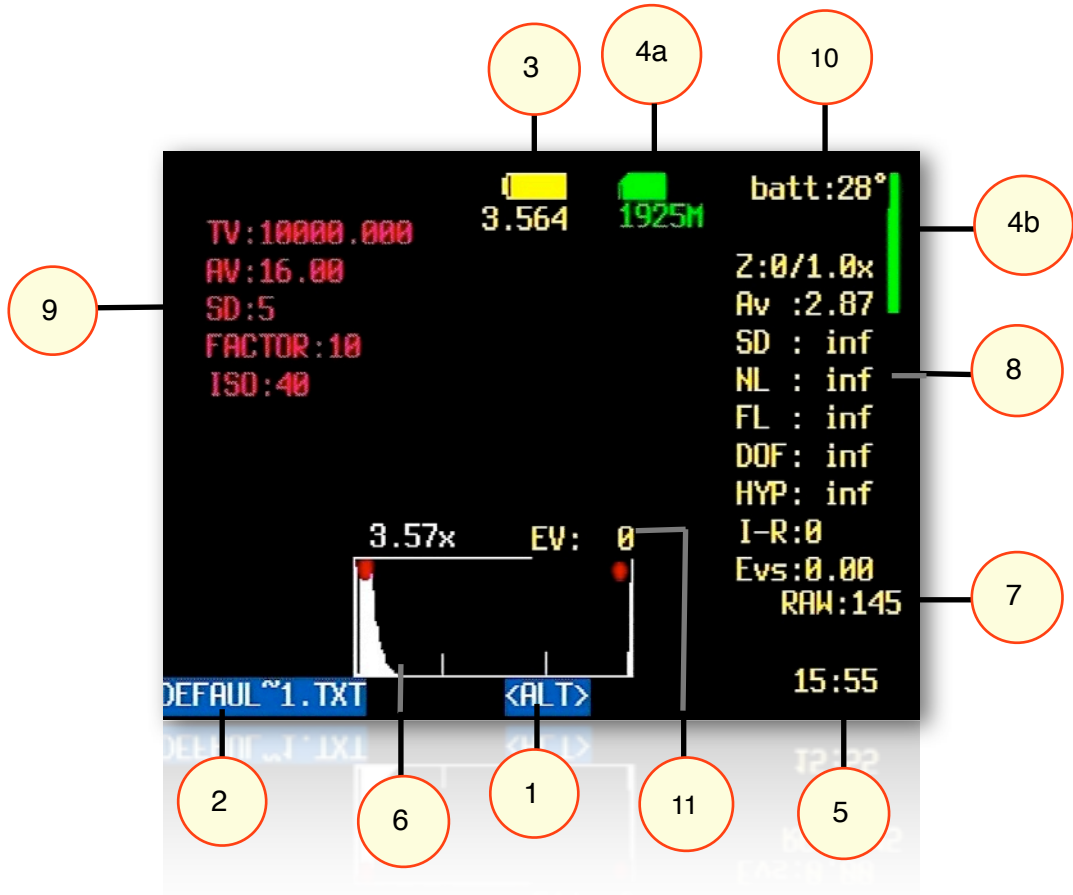 3
4a
10
batt:28°
3.564
1925M
4b
TV:10000.000
AV:16.00
SD:5
FACTOR:10
ISO:40
9
Z:0/1.0x
Av :2.87
SD : inf
NL : inf
FL : inf
DOF: inf
HYP: inf
I-R:0
Evs:0.00
8
3.57x
EV: 0
RAW:145
7
15:55
DEFAUL~1.TXT
<ALT>
2
6
1
11
5